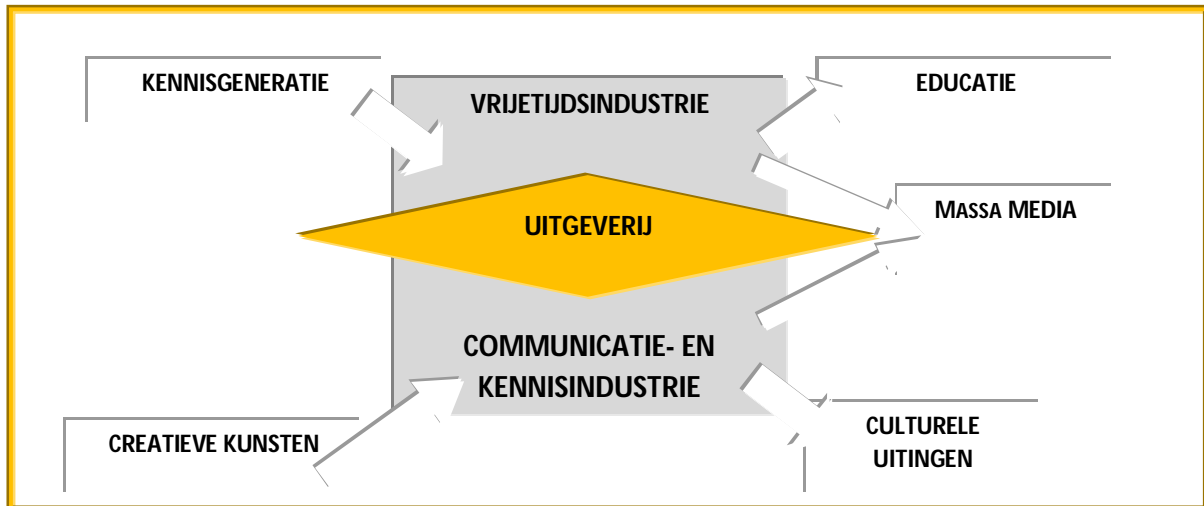 KENNISGENERATIE
VRIJETIJDSINDUSTRIE
EDUCATIE
MASSA MEDIA
UITGEVERIJ
COMMUNICATIE- EN
KENNISINDUSTRIE
CREATIEVE KUNSTEN
CULTURELE
UITINGEN